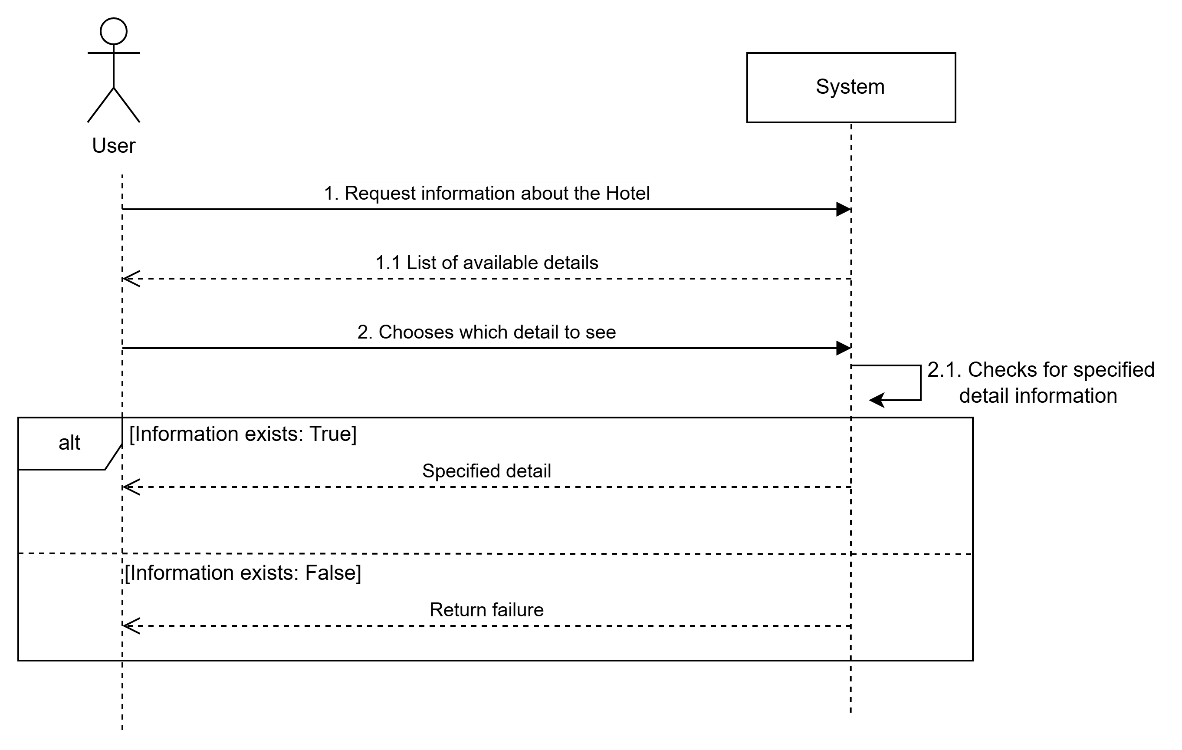 User
System
1. Request information about the Hotel
1.1 List of available details
2. Chooses which detail to see
2.1. Checks for specified
detail information
alt
[Information exists: True]
Specified detail
[Information exists: False]
Return failure